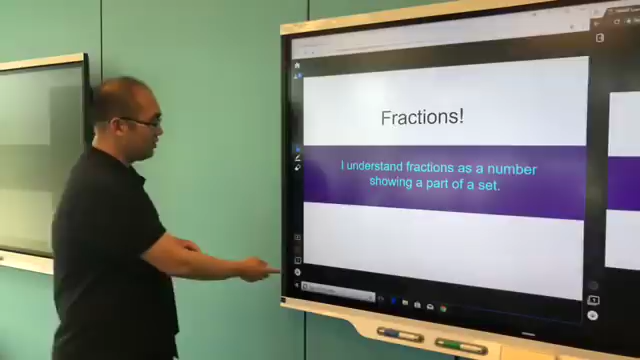 Fractions!
I understand fractions as a number
showing a part of a set.